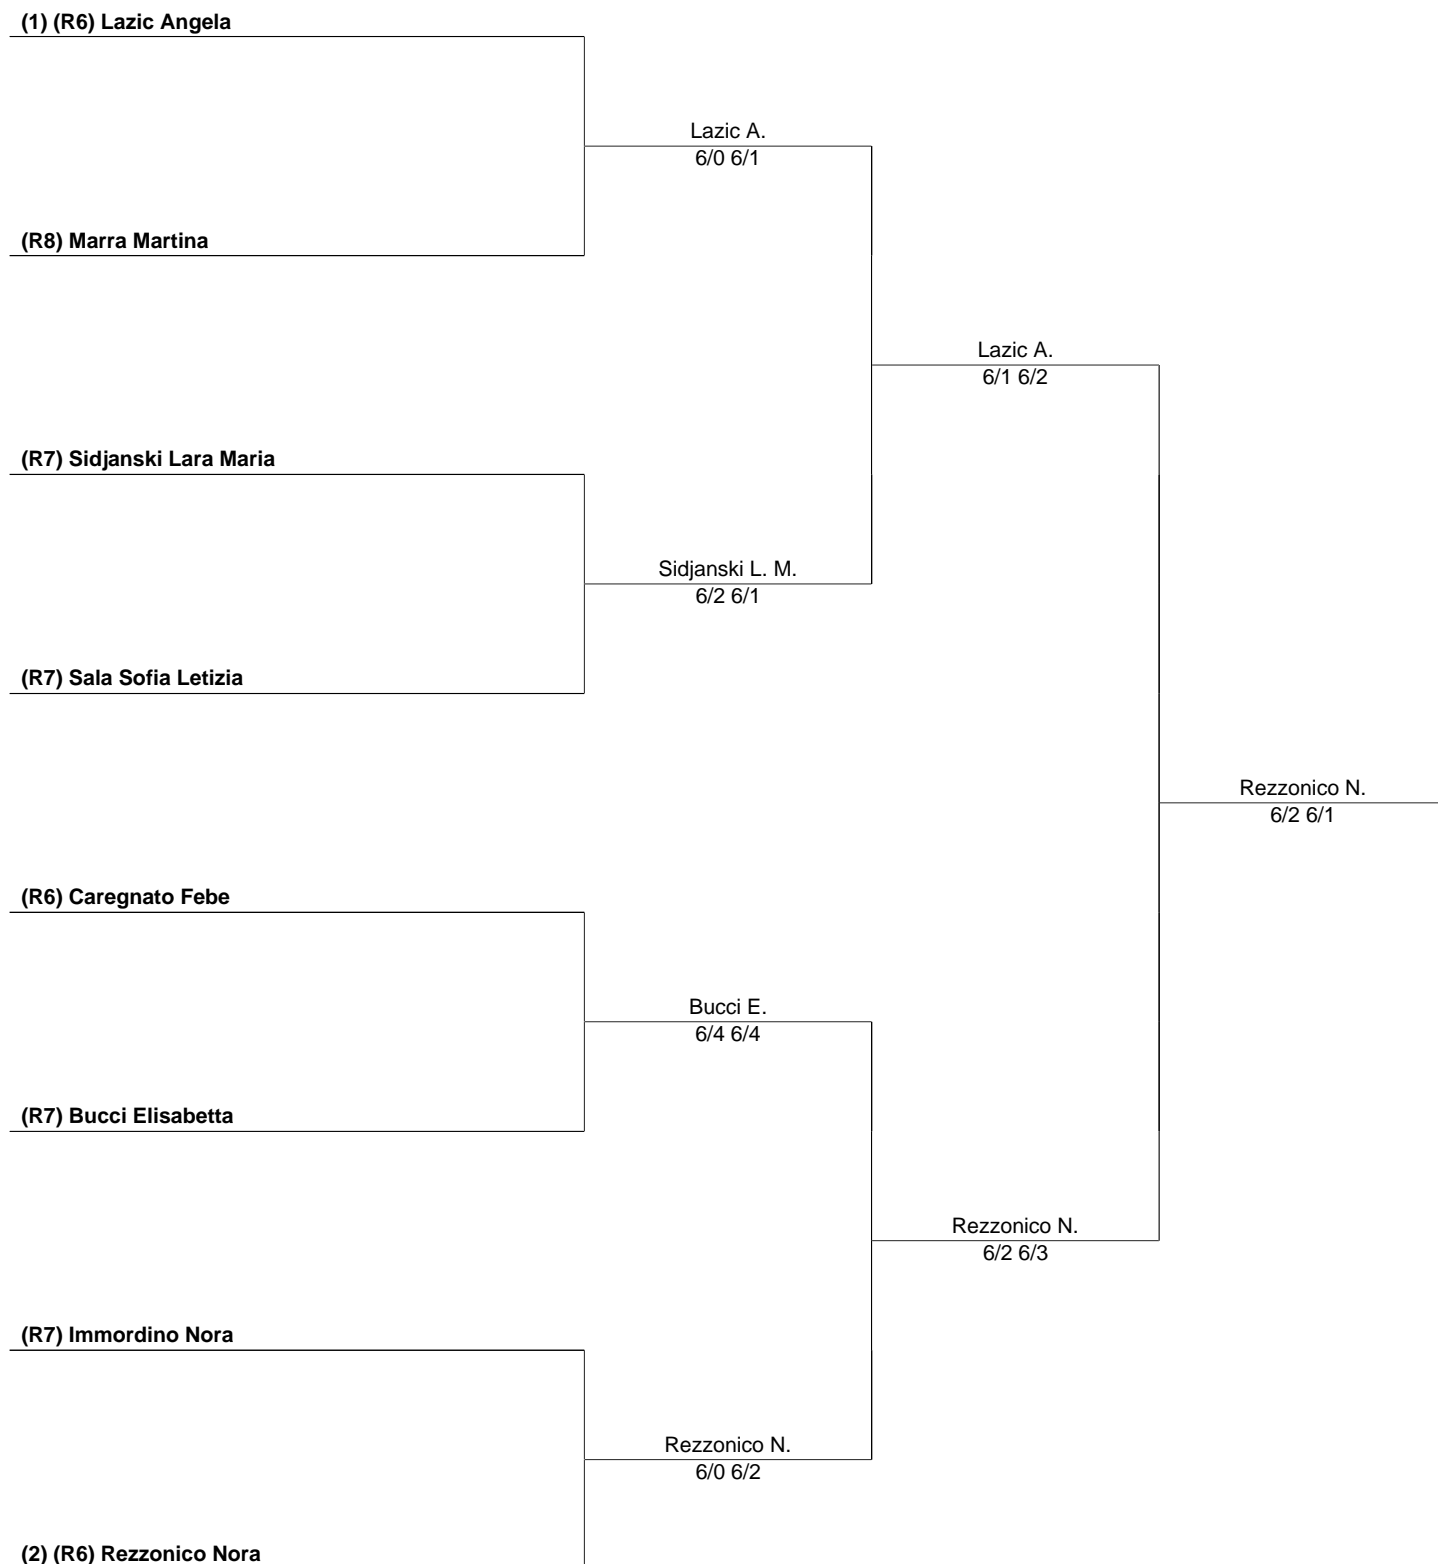 (1) (R6) Lazic Angela
Lazic A.
6/0 6/1
(R8) Marra Martina
Lazic A.
6/1 6/2
(R7) Sidjanski Lara Maria
Sidjanski L. M.
6/2 6/1
(R7) Sala Sofia Letizia
Rezzonico N.
6/2 6/1
(R6) Caregnato Febe
Bucci E.
6/4 6/4
(R7) Bucci Elisabetta
Rezzonico N.
6/2 6/3
(R7) Immordino Nora
Rezzonico N.
6/0 6/2
(2) (R6) Rezzonico Nora